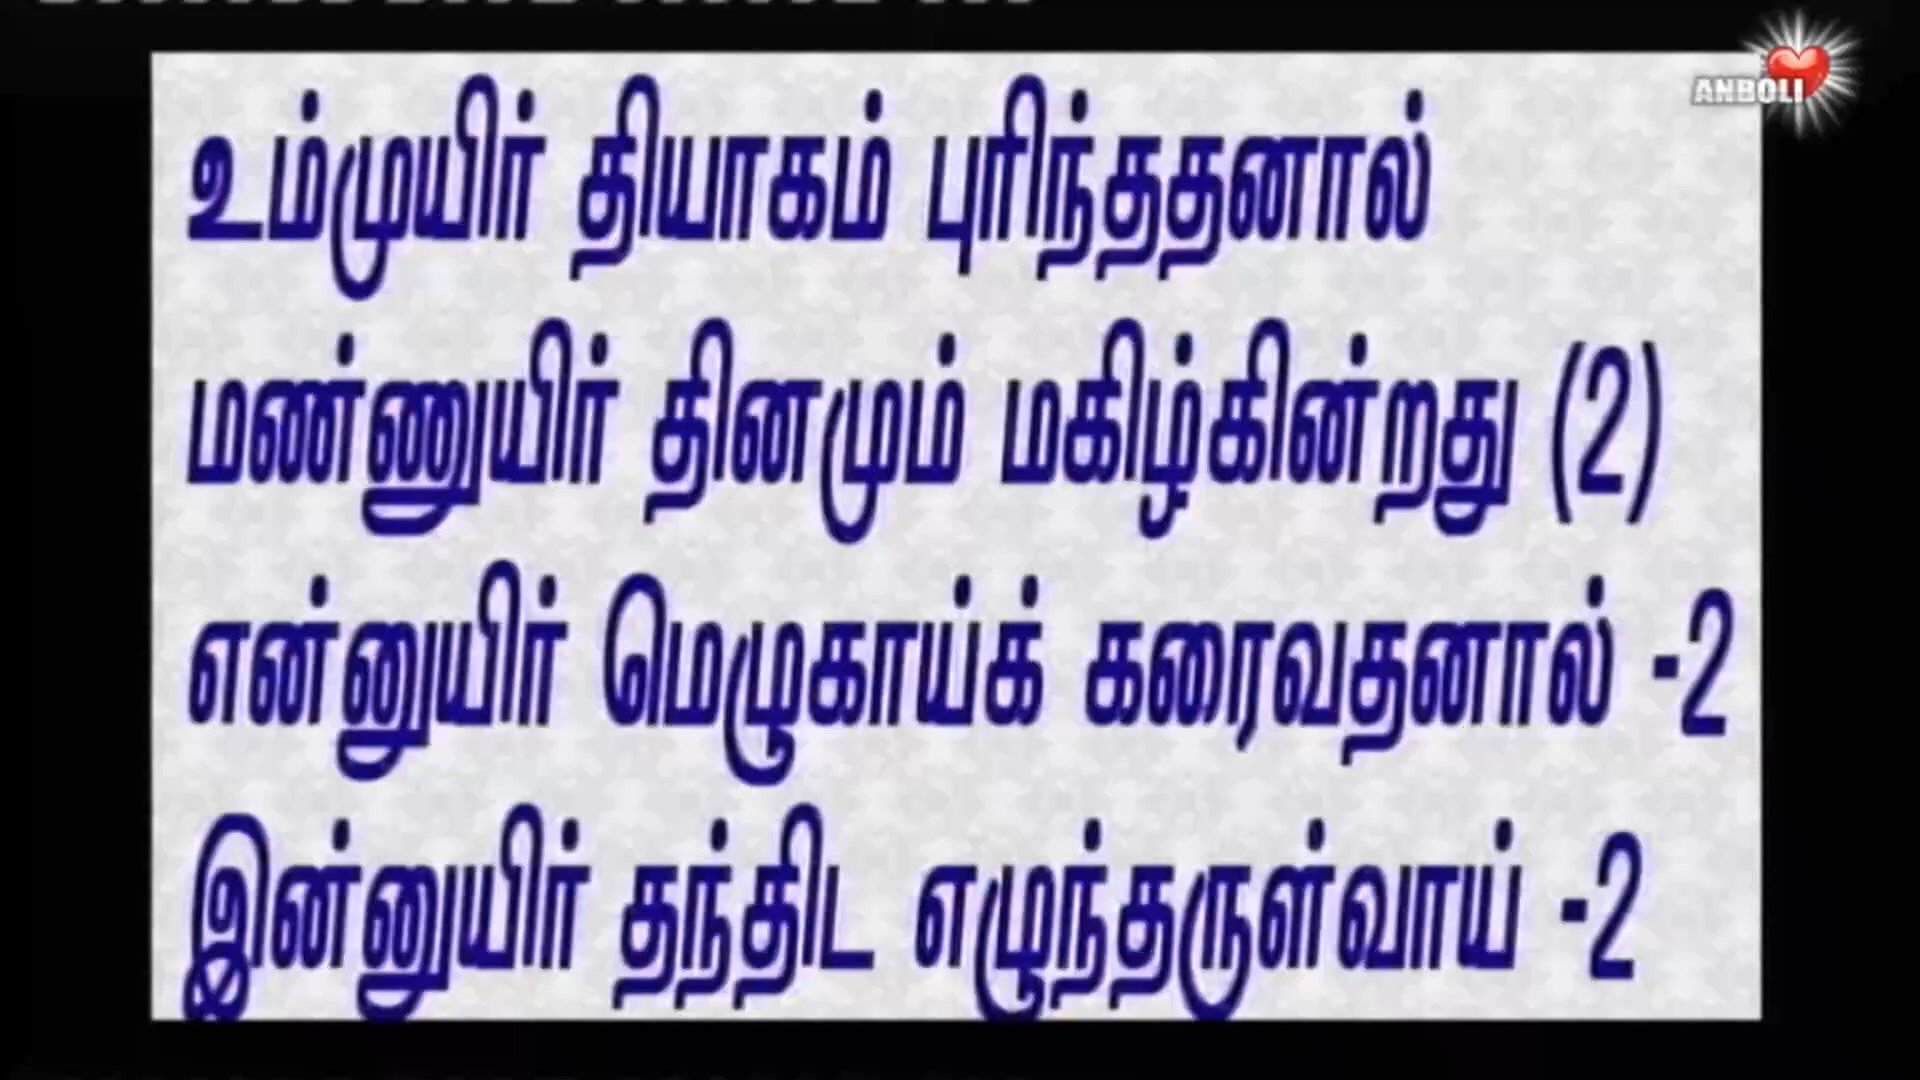 ANBOLI
உம்முயிர் தியாகம் புரிந்ததனால்
மண்ணுயிர் தினமும் மகிழ்கின்றது (2)
என்னுயிர் மெழுகாய்க் கரைவதனால் -2
இன்னுயிர் தந்திட எழுந்தருள்வாய் -2